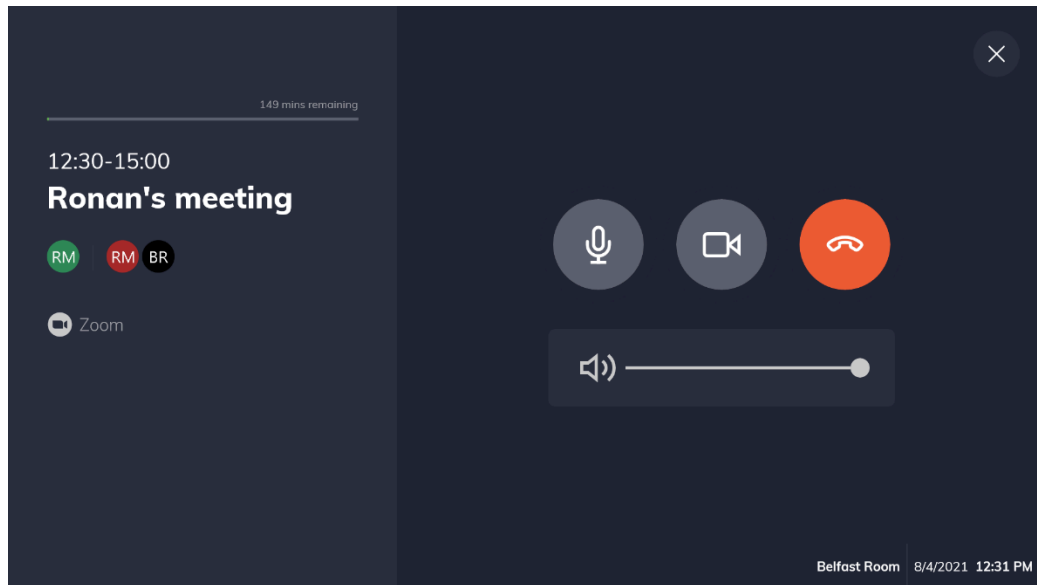 149 mins remaining
12:30-15:00
Ronan's meeting
RM RM BR
Zoom
Belfast Room 8/4/2021 12:31 PM